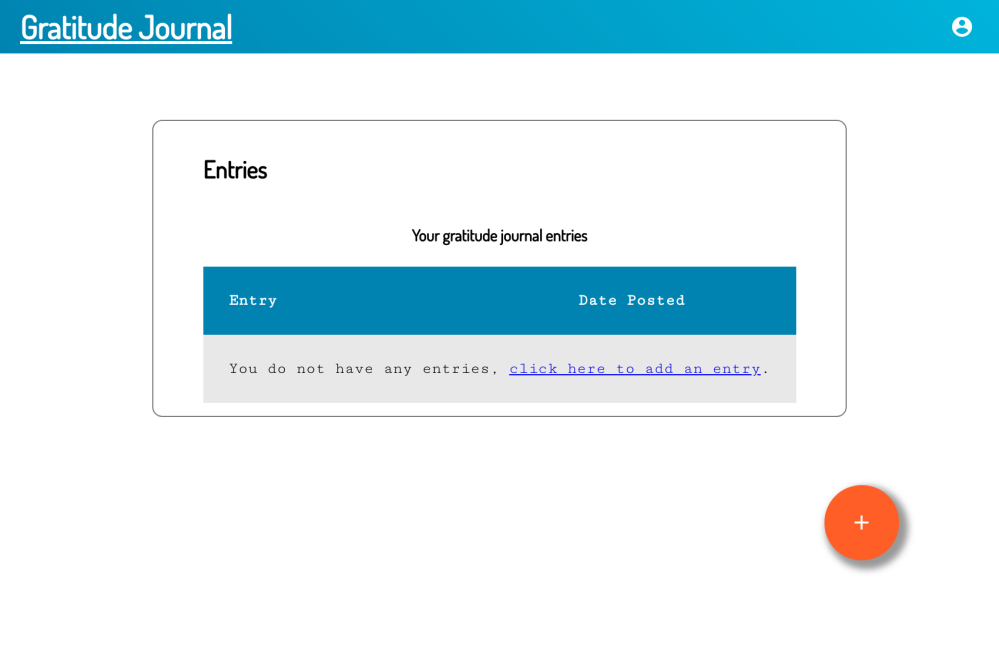 Gratitude Journal
Entries
Your gratitude journal entries
Entry Date Posted
You do not have any entries, click here to add an entry.
+